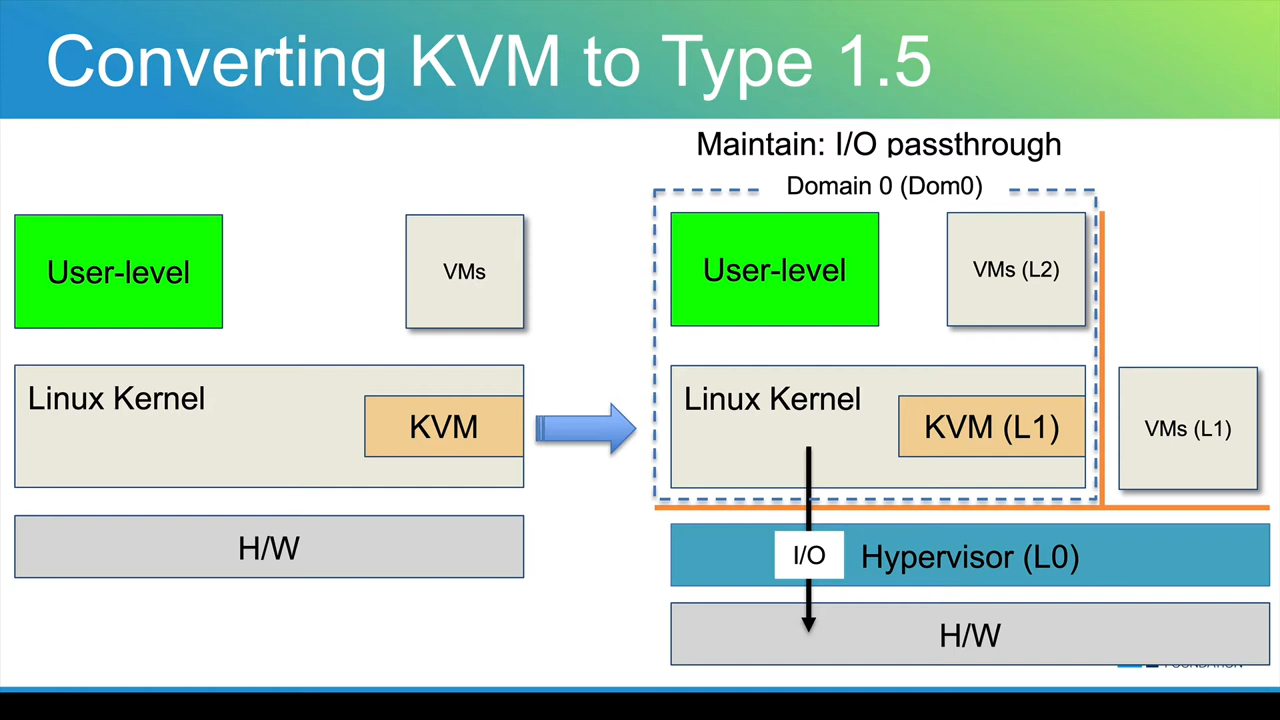 Converting KVM to Type 1.5
Maintain: I/O passthrough
Domain 0 (Dom0)
User-level
VMs
User-level
VMs (L2)
Linux Kernel
KVM
Linux Kernel
KVM (L1)
VMs (L1)
H/W
I/O
Hypervisor (L0)
H/W